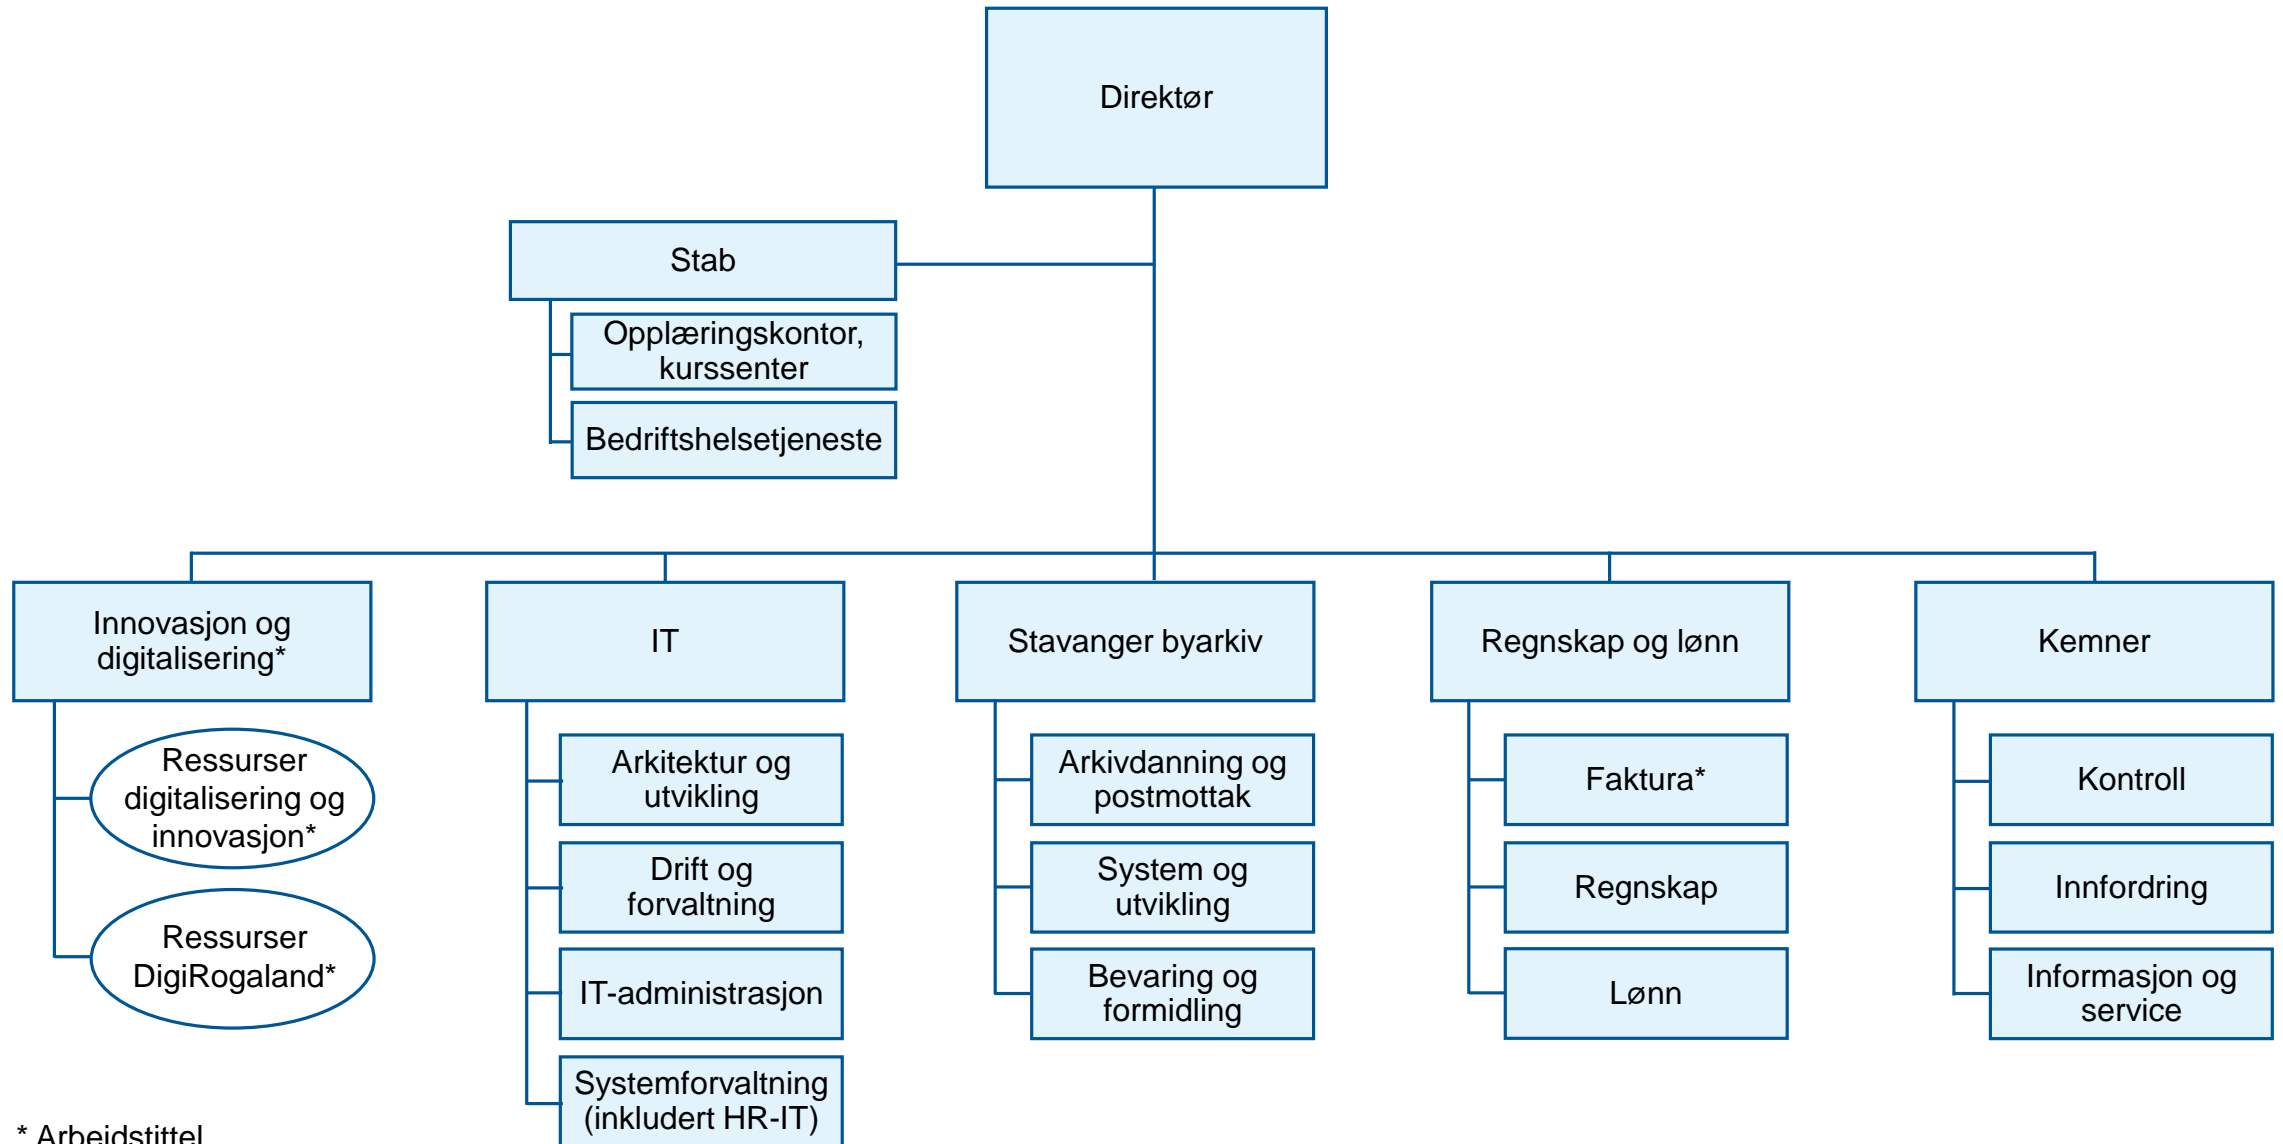 Direktør
Stab
Opplæringskontor,
kurssenter
Bedriftshelsetjeneste
Innovasjon og
digitalisering*
Ressurser
digitalisering og
innovasjon*
Ressurser
DigiRogaland*
IT
Arkitektur og
utvikling
Drift og
forvaltning
IT-administrasjon
Systemforvaltning
(inkludert HR-IT)
Stavanger byarkiv
Arkivdanning og
postmottak
System og
utvikling
Bevaring og
formidling
Regnskap og lønn
Faktura*
Regnskap
Lønn
Kemner
Kontroll
Innfordring
Informasjon og
service
* Arbeidstittel